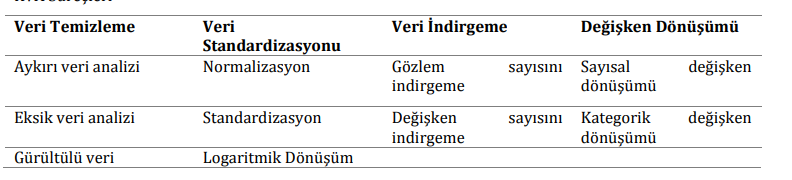 Veri Temizleme Veri Standardizasyonu Veri İndirgeme Değişken Dönüşümü
Aykırı veri analizi Normalizasyon Gözlem sayısını indirgeme Sayısal değişken dönüşümü
Eksik veri analizi Standardizasyon Değişken sayısını indirgeme Kategorik değişken dönüşümü
Gürültülü veri Logaritmik Dönüşüm